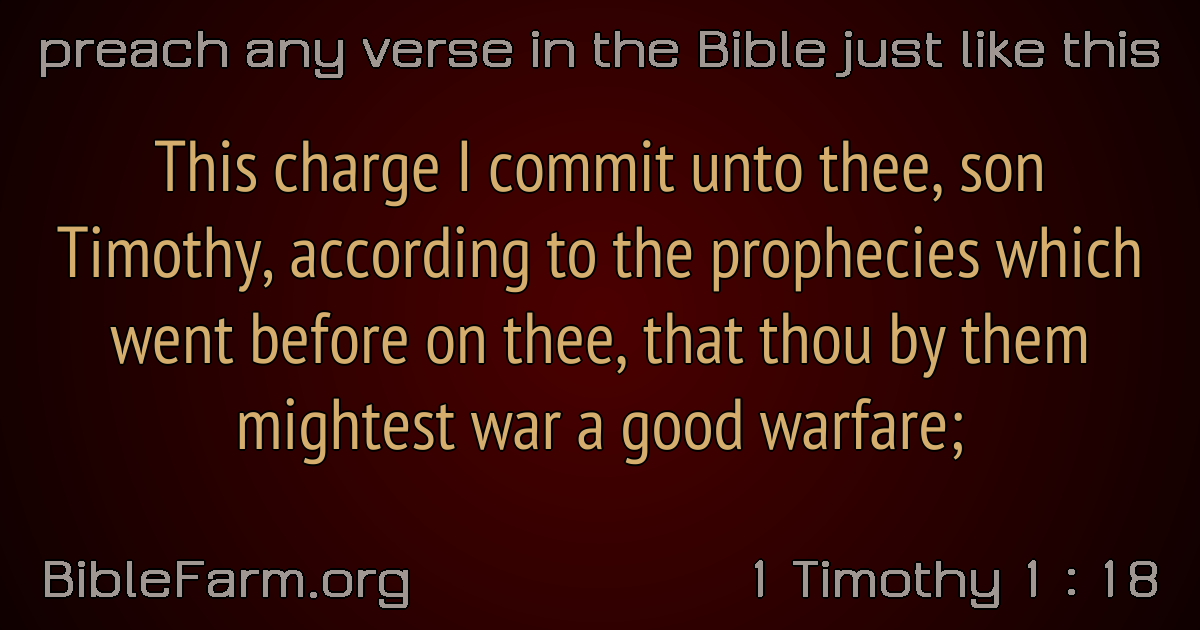 preach any verse in the Bible just like this
This charge I commit unto thee, son
Timothy, according to the prophecies which
went before on thee, that thou by them
mightest war a good warfare;
BibleFarm.org
1 Timothy 1 : 18